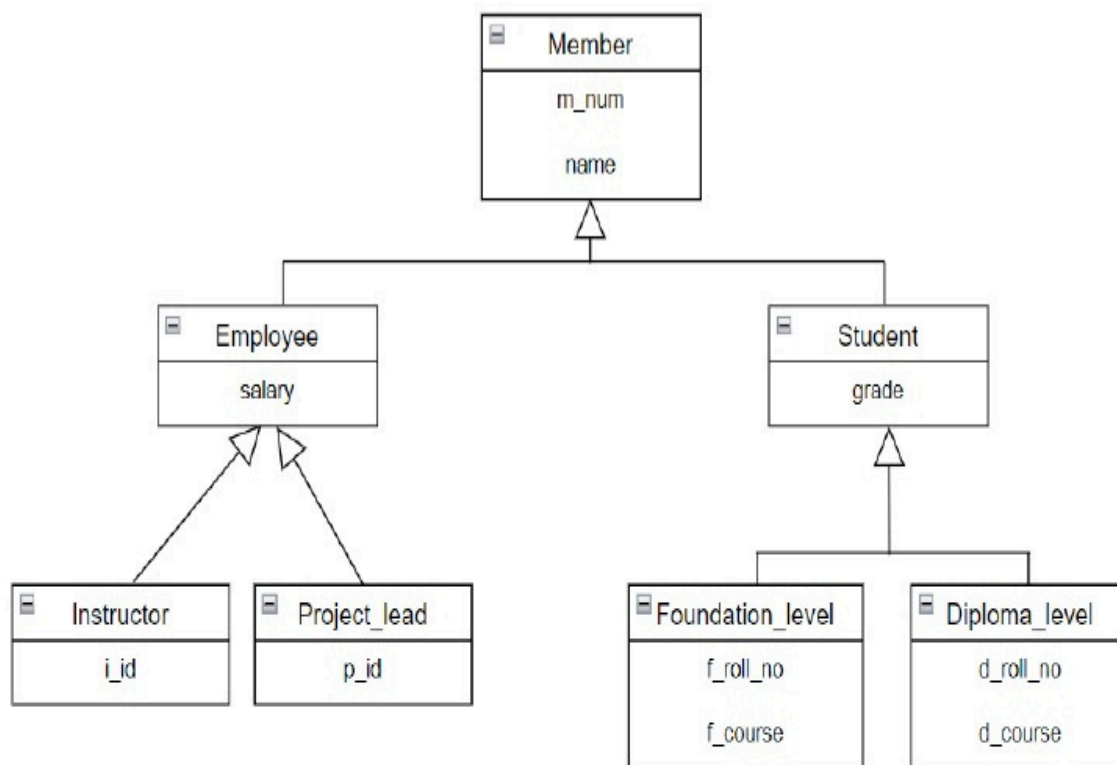 Member
m_num
name
Employee
salary
Student
grade
Instructor
i_id
Project_lead
p_id
Foundation_level
f_roll_no
f_course
Diploma_level
d_roll_no
d_course